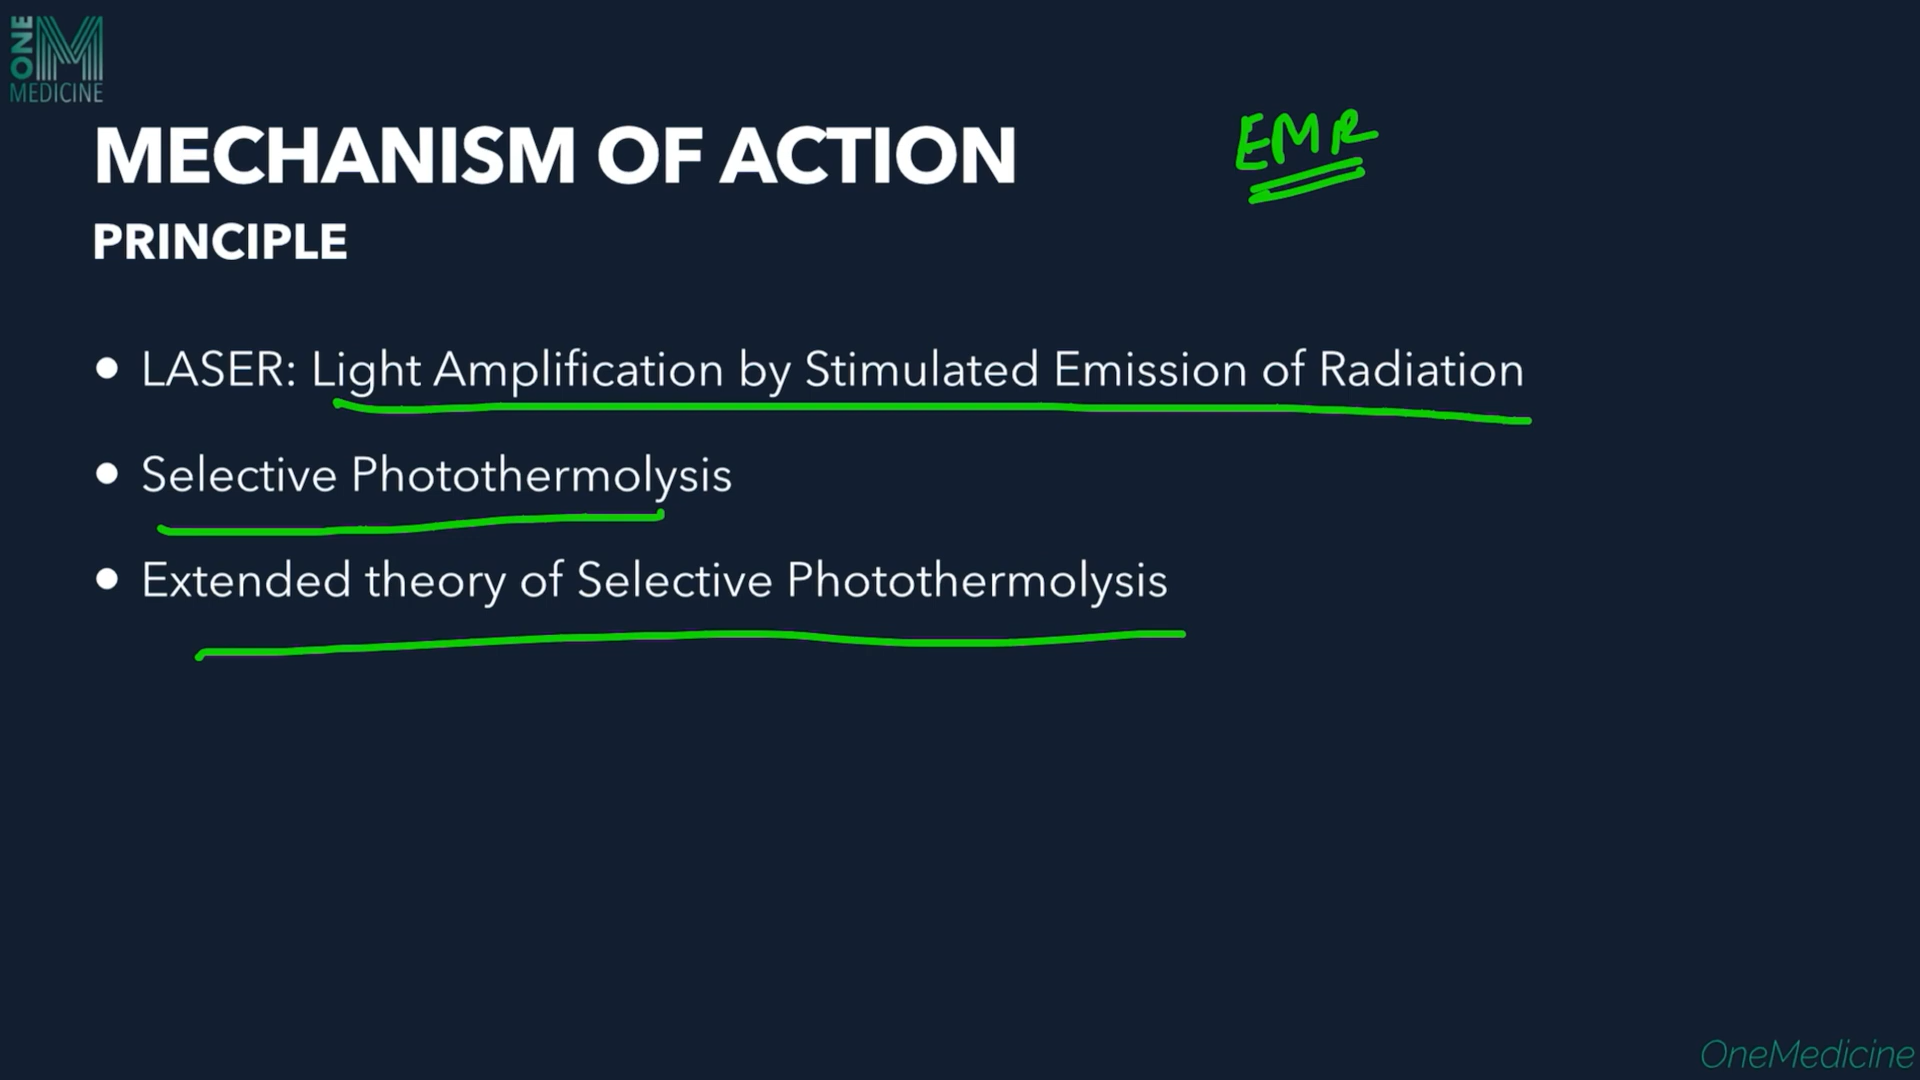 ONE
MEDICINE
MECHANISM OF ACTION
EMR
PRINCIPLE
• LASER: Light Amplification by Stimulated Emission of Radiation
• Selective Photothermolysis
• Extended theory of Selective Photothermolysis
OneMedicine